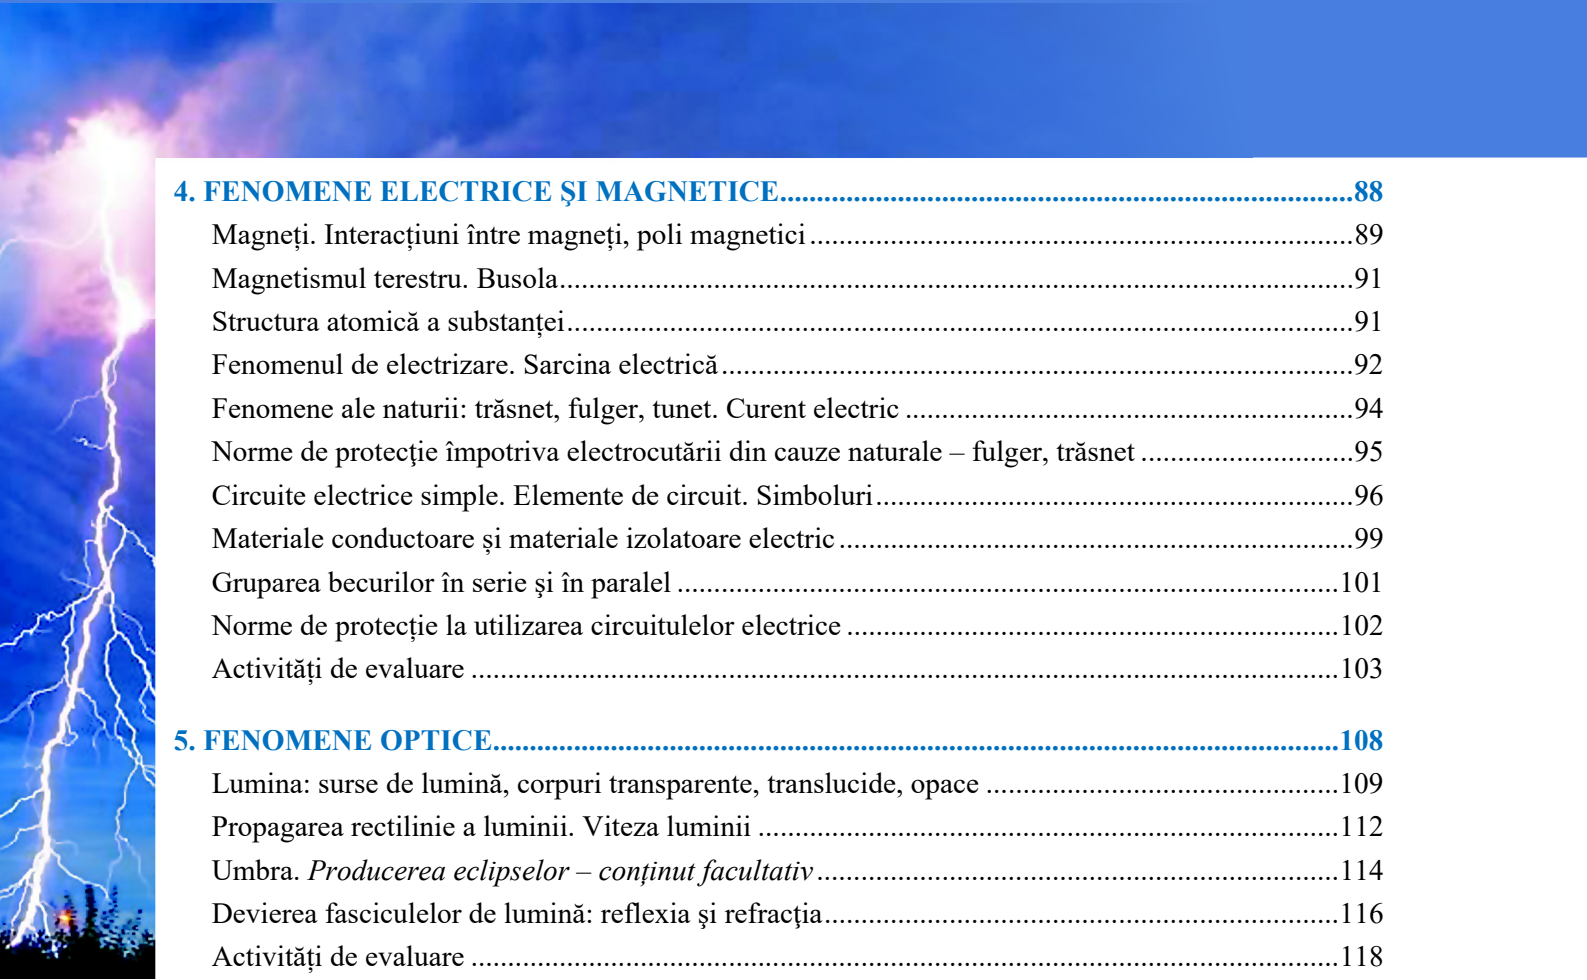 4. FENOMENE ELECTRICE ŞI MAGNETICE..........88
Magneți. Interacțiuni între magneți, poli magnetici..........89
Magnetismul terestru. Busola..........91
Structura atomică a substanței..........91
Fenomenul de electrizare. Sarcina electrică..........92
Fenomene ale naturii: trăsnet, fulger, tunet. Curent electric..........94
Norme de protecţie împotriva electrocutării din cauze naturale – fulger, trăsnet..........95
Circuite electrice simple. Elemente de circuit. Simboluri..........96
Materiale conductoare și materiale izolatoare electric..........99
Gruparea becurilor în serie şi în paralel..........101
Norme de protecție la utilizarea circuitulelor electrice..........102
Activități de evaluare..........103
5. FENOMENE OPTICE..........108
Lumina: surse de lumină, corpuri transparente, translucide, opace..........109
Propagarea rectilinie a luminii. Viteza luminii..........112
Umbra. Producerea eclipselor – conținut facultativ..........114
Devierea fasciculelor de lumină: reflexia şi refracţia..........116
Activități de evaluare..........118